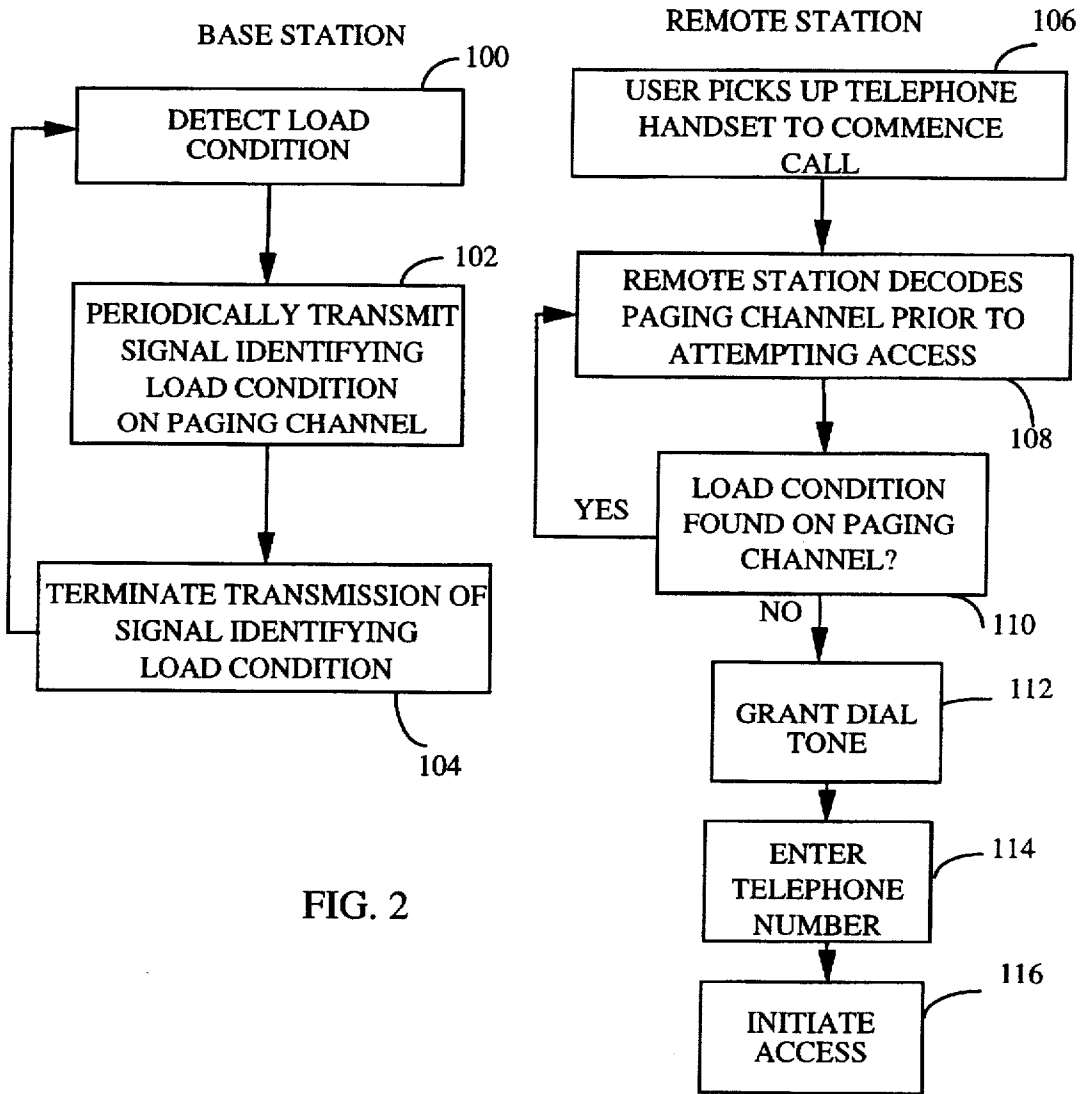 BASE STATION
100
DETECT LOAD
CONDITION
102
PERIODICALLY TRANSMIT
SIGNAL IDENTIFYING
LOAD CONDITION
ON PAGING CHANNEL
TERMINATE TRANSMISSION OF
SIGNAL IDENTIFYING
LOAD CONDITION
104
REMOTE STATION
106
USER PICKS UP TELEPHONE
HANDSET TO COMMENCE
CALL
REMOTE STATION DECODES
PAGING CHANNEL PRIOR TO
ATTEMPTING ACCESS
108
LOAD CONDITION
FOUND ON PAGING
CHANNEL?
YES
NO
110
112
GRANT DIAL
TONE
114
ENTER
TELEPHONE
NUMBER
116
INITIATE
ACCESS
FIG. 2